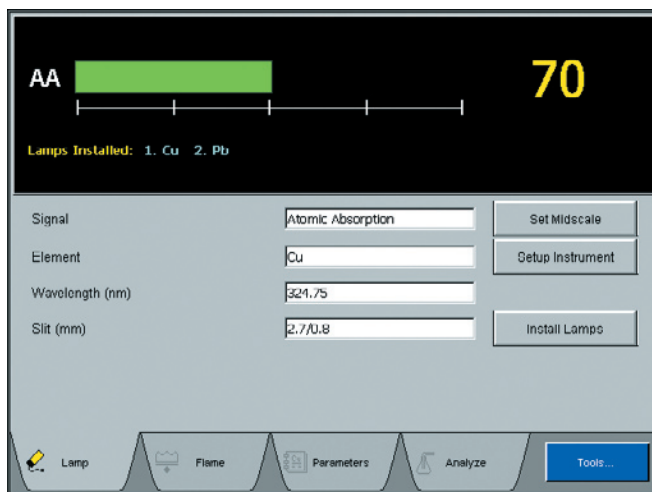 AA 70
Lamps Installed: 1. Cu 2. Pb
Signal Atomic Absorption Set Midscale
Element Cu Setup Instrument
Wavelength (nm) 324.75
Slit (mm) 2.7/0.8 Install Lamps
Lamp Flame Parameters Analyze Tools...